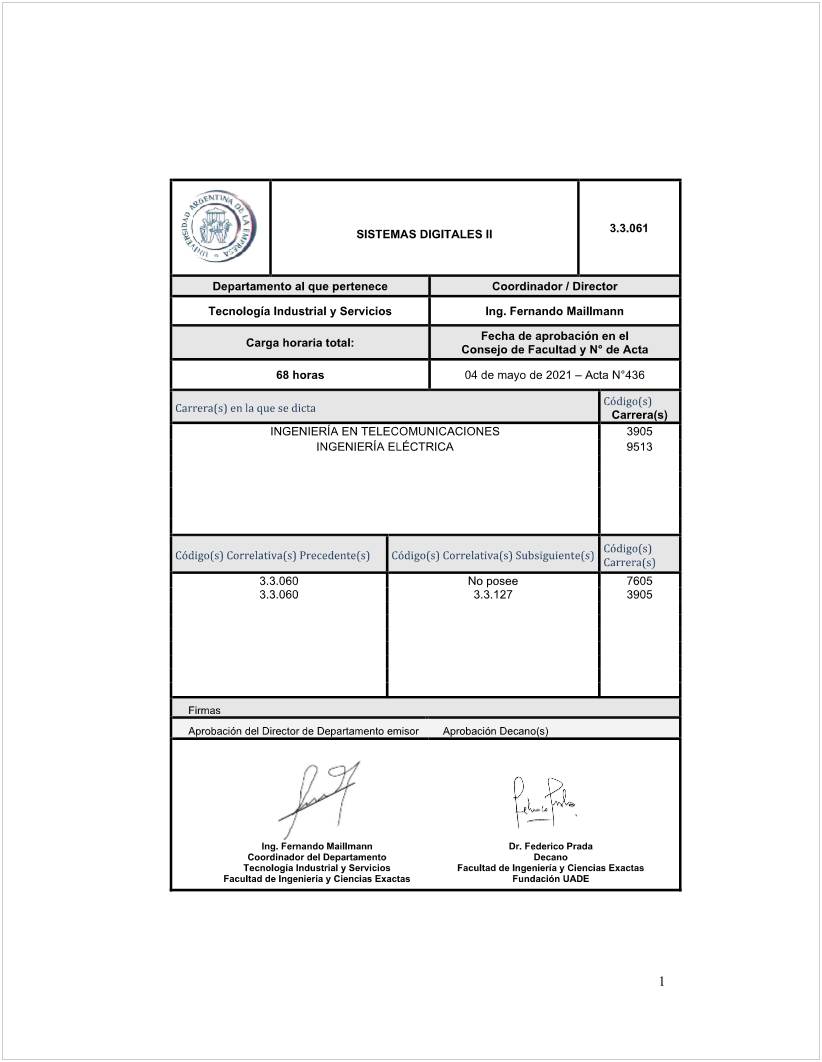 UNIVERSIDAD ARGENTINA DE LA EMPRESA
SISTEMAS DIGITALES II
3.3.061
Departamento al que pertenece
Coordinador / Director
Tecnología Industrial y Servicios
Ing. Fernando Maillmann
Carga horaria total:
Fecha de aprobación en el
Consejo de Facultad y N° de Acta
68 horas
04 de mayo de 2021 – Acta N°436
Carrera(s) en la que se dicta
Código(s)
Carrera(s)
INGENIERÍA EN TELECOMUNICACIONES
3905
INGENIERÍA ELÉCTRICA
9513
Código(s) Correlativa(s) Precedente(s)
Código(s) Correlativa(s) Subsiguiente(s)
Código(s)
Carrera(s)
3.3.060
No posee
7605
3.3.060
3.3.127
3905
Firmas
Aprobación del Director de Departamento emisor
Aprobación Decano(s)
Federico Prada
Ing. Fernando Maillmann
Coordinador del Departamento
Tecnología Industrial y Servicios
Facultad de Ingeniería y Ciencias Exactas
Dr. Federico Prada
Decano
Facultad de Ingeniería y Ciencias Exactas
Fundación UADE
1